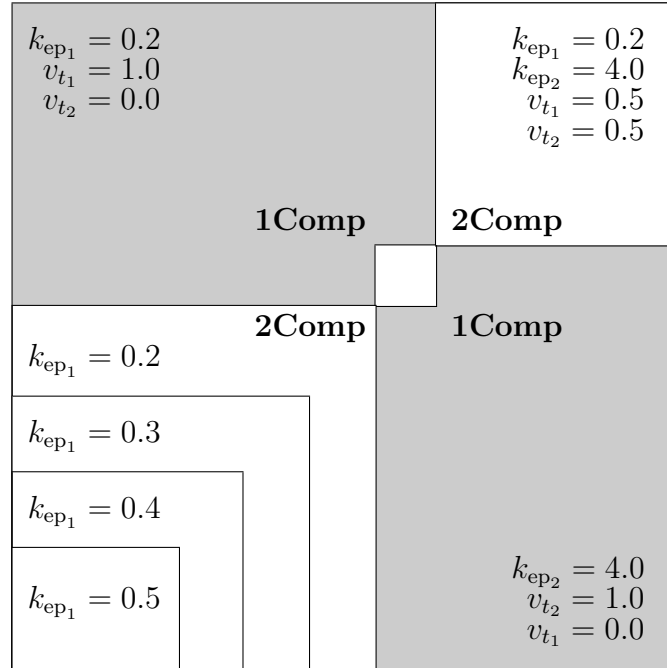 k_ep₁ = 0.2
v_t₁ = 1.0
v_t₂ = 0.0
1Comp
k_ep₁ = 0.2
k_ep₂ = 4.0
v_t₁ = 0.5
v_t₂ = 0.5
2Comp
2Comp
k_ep₁ = 0.2
k_ep₁ = 0.3
k_ep₁ = 0.4
k_ep₁ = 0.5
1Comp
k_ep₂ = 4.0
v_t₂ = 1.0
v_t₁ = 0.0